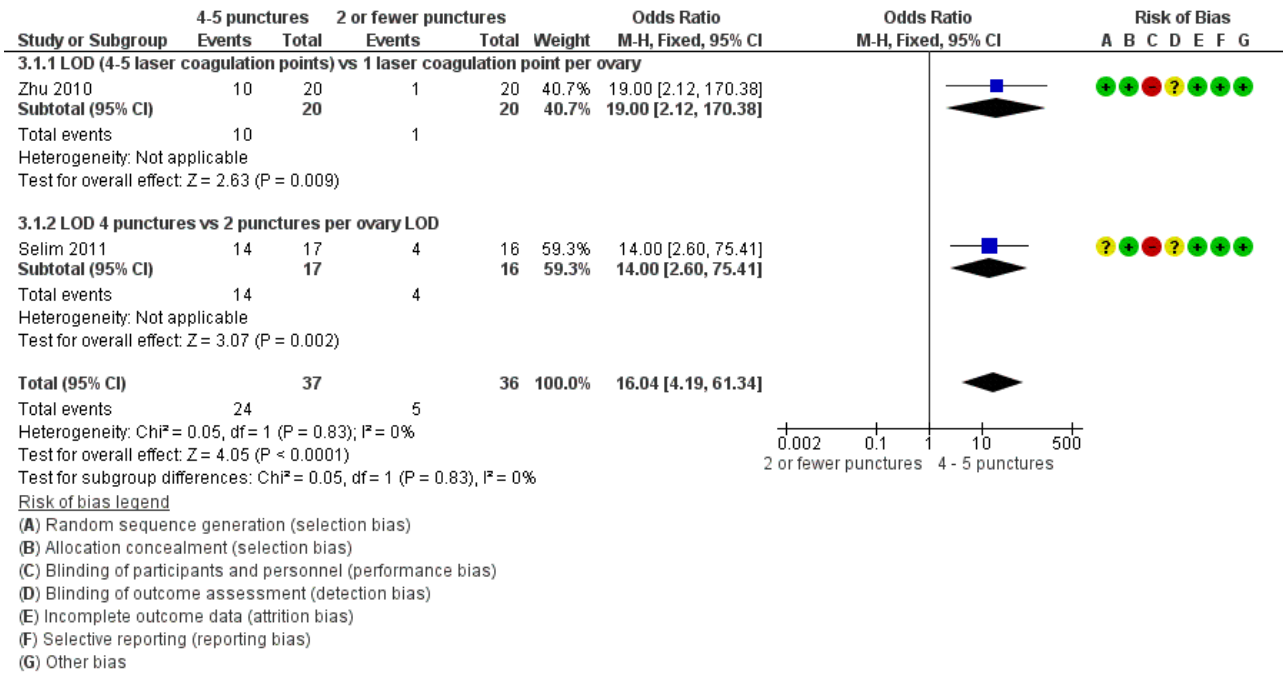 4-5 punctures 2 or fewer punctures Odds Ratio Odds Ratio Risk of Bias
Study or Subgroup Events Total Events Total Weight M-H, Fixed, 95% CI M-H, Fixed, 95% CI A B C D E F G
3.1.1 LOD (4-5 laser coagulation points) vs 1 laser coagulation point per ovary
Zhu 2010 10 20 1 20 40.7% 19.00 [2.12, 170.38] + + - ? + + +
Subtotal (95% CI) 20 20 40.7% 19.00 [2.12, 170.38]
Total events 10 1
Heterogeneity: Not applicable
Test for overall effect: Z = 2.63 (P = 0.009)
3.1.2 LOD 4 punctures vs 2 punctures per ovary LOD
Selim 2011 14 17 4 16 59.3% 14.00 [2.60, 75.41] ? + - ? + + +
Subtotal (95% CI) 17 16 59.3% 14.00 [2.60, 75.41]
Total events 14 4
Heterogeneity: Not applicable
Test for overall effect: Z = 3.07 (P = 0.002)
Total (95% CI) 37 36 100.0% 16.04 [4.19, 61.34]
Total events 24 5
Heterogeneity: Chi² = 0.05, df = 1 (P = 0.83); I² = 0%
Test for overall effect: Z = 4.05 (P < 0.0001)
Test for subgroup differences: Chi² = 0.05, df = 1 (P = 0.83), I² = 0%
0.002 0.1 1 10 500
2 or fewer punctures 4 - 5 punctures
Risk of bias legend
(A) Random sequence generation (selection bias)
(B) Allocation concealment (selection bias)
(C) Blinding of participants and personnel (performance bias)
(D) Blinding of outcome assessment (detection bias)
(E) Incomplete outcome data (attrition bias)
(F) Selective reporting (reporting bias)
(G) Other bias